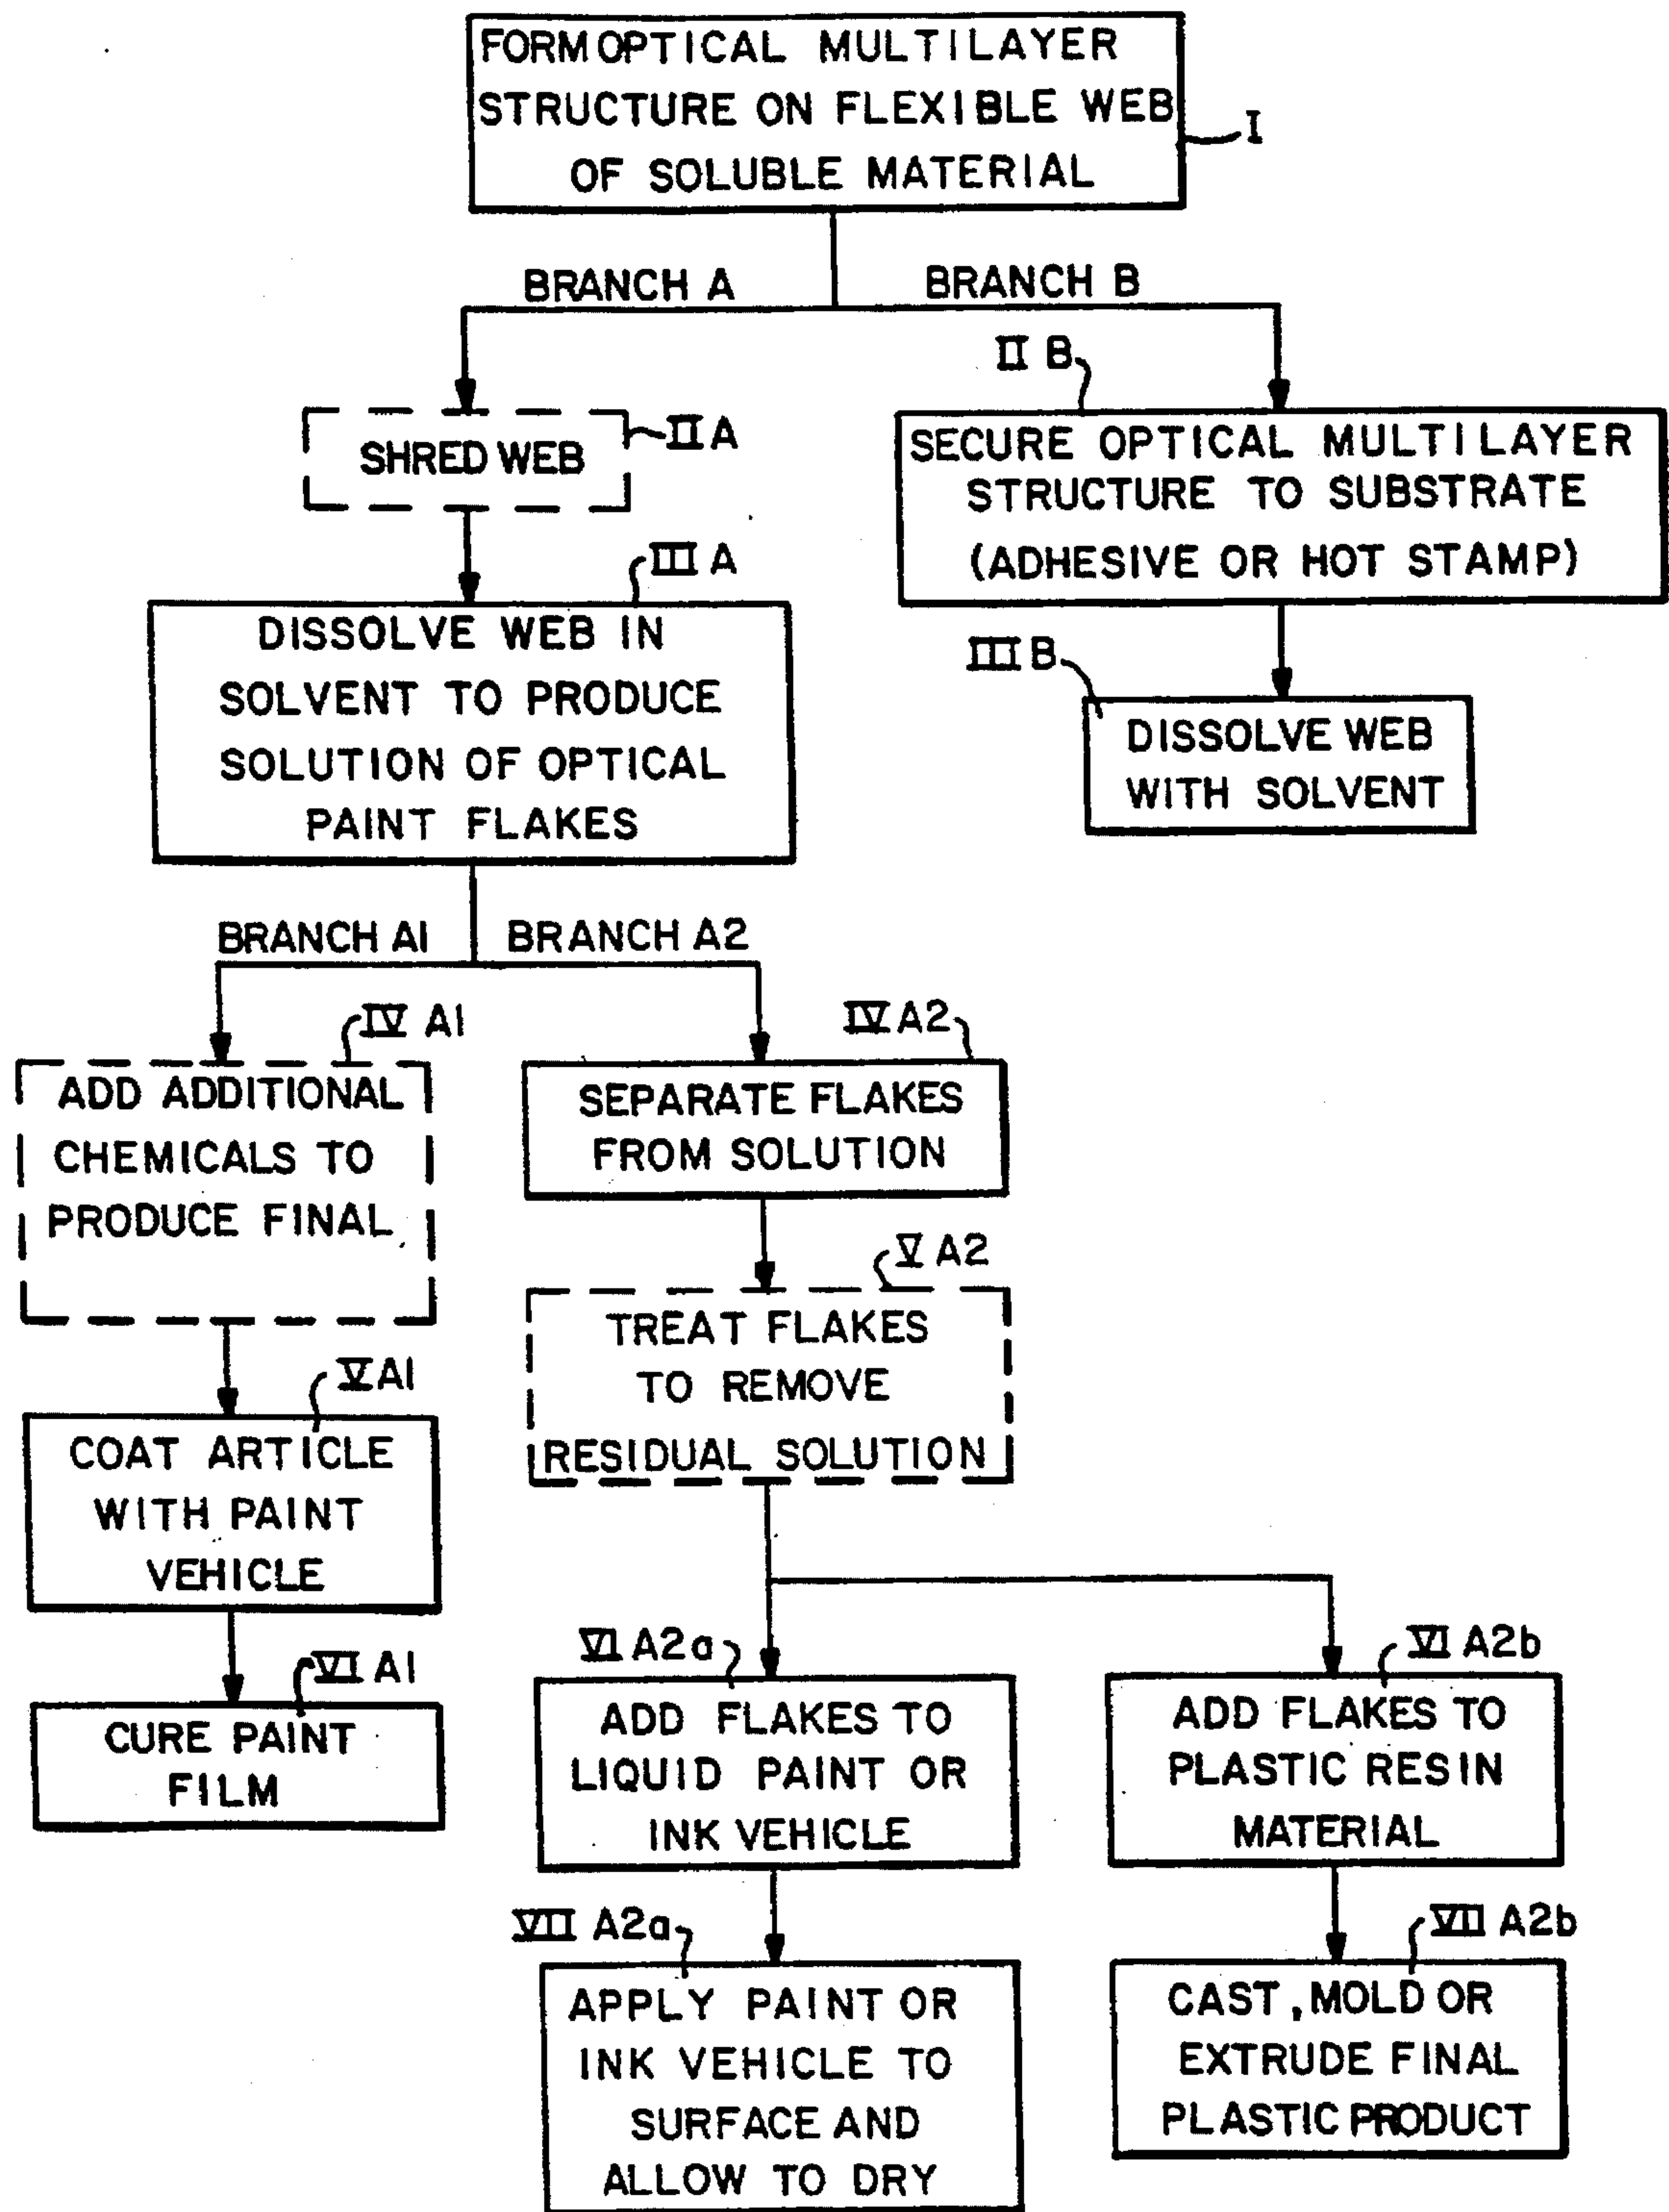 FORM OPTICAL MULTILAYER
STRUCTURE ON FLEXIBLE WEB
OF SOLUBLE MATERIAL
I
BRANCH A
BRANCH B
II A
SHRED WEB
II B
SECURE OPTICAL MULTILAYER
STRUCTURE TO SUBSTRATE
(ADHESIVE OR HOT STAMP)
III A
DISSOLVE WEB IN
SOLVENT TO PRODUCE
SOLUTION OF OPTICAL
PAINT FLAKES
III B
DISSOLVE WEB
WITH SOLVENT
BRANCH A1
BRANCH A2
IV A1
ADD ADDITIONAL
CHEMICALS TO
PRODUCE FINAL
IV A2
SEPARATE FLAKES
FROM SOLUTION
V A2
TREAT FLAKES
TO REMOVE
RESIDUAL SOLUTION
V A1
COAT ARTICLE
WITH PAINT
VEHICLE
VI A1
CURE PAINT
FILM
VI A2a
ADD FLAKES TO
LIQUID PAINT OR
INK VEHICLE
VI A2b
ADD FLAKES TO
PLASTIC RESIN
MATERIAL
VII A2a
APPLY PAINT OR
INK VEHICLE TO
SURFACE AND
ALLOW TO DRY
VII A2b
CAST, MOLD OR
EXTRUDE FINAL
PLASTIC PRODUCT